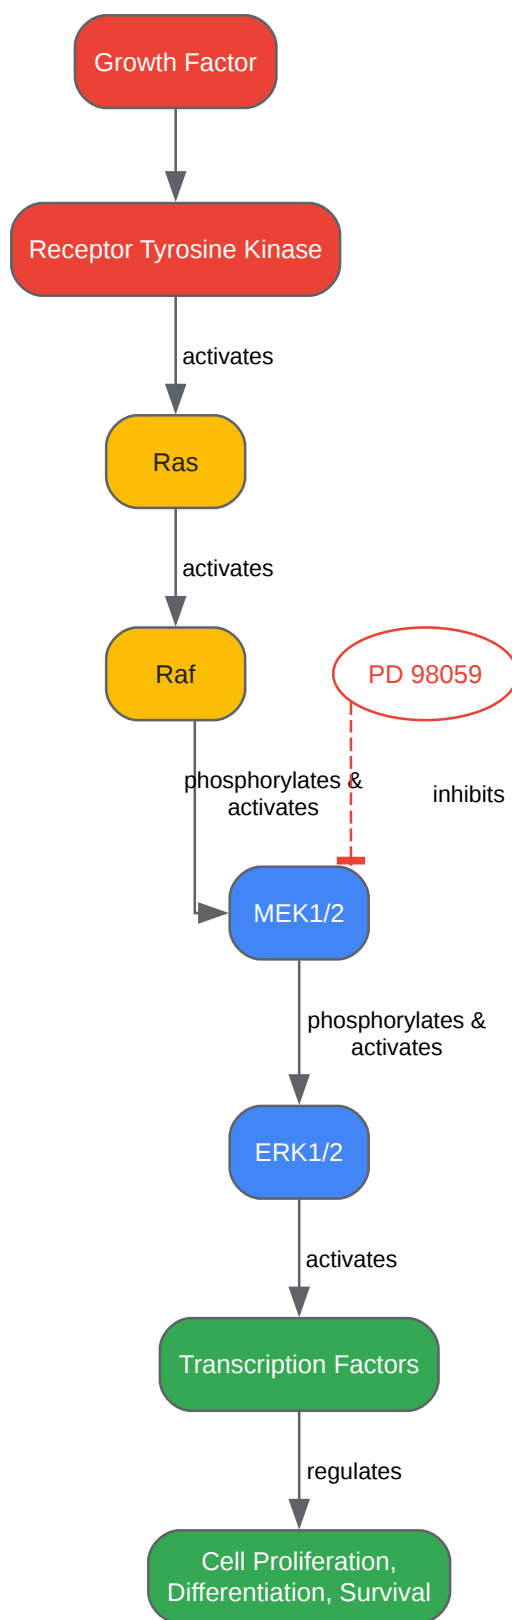 Growth Factor
Receptor Tyrosine Kinase
activates
Ras
activates
Raf
PD 98059
phosphorylates &
activates
inhibits
MEK1/2
phosphorylates &
activates
ERK1/2
activates
Transcription Factors
regulates
Cell Proliferation,
Differentiation, Survival